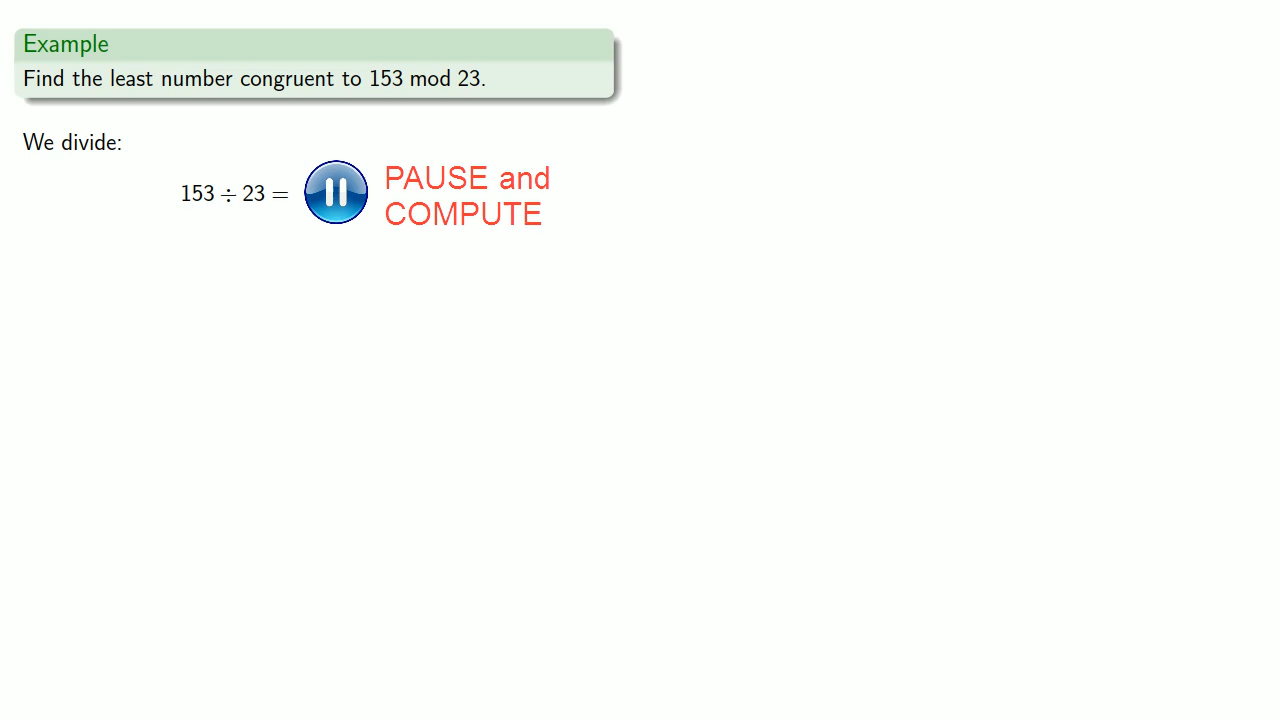 Example
Find the least number congruent to 153 mod 23.
We divide:
153 ÷ 23 =
PAUSE and
COMPUTE